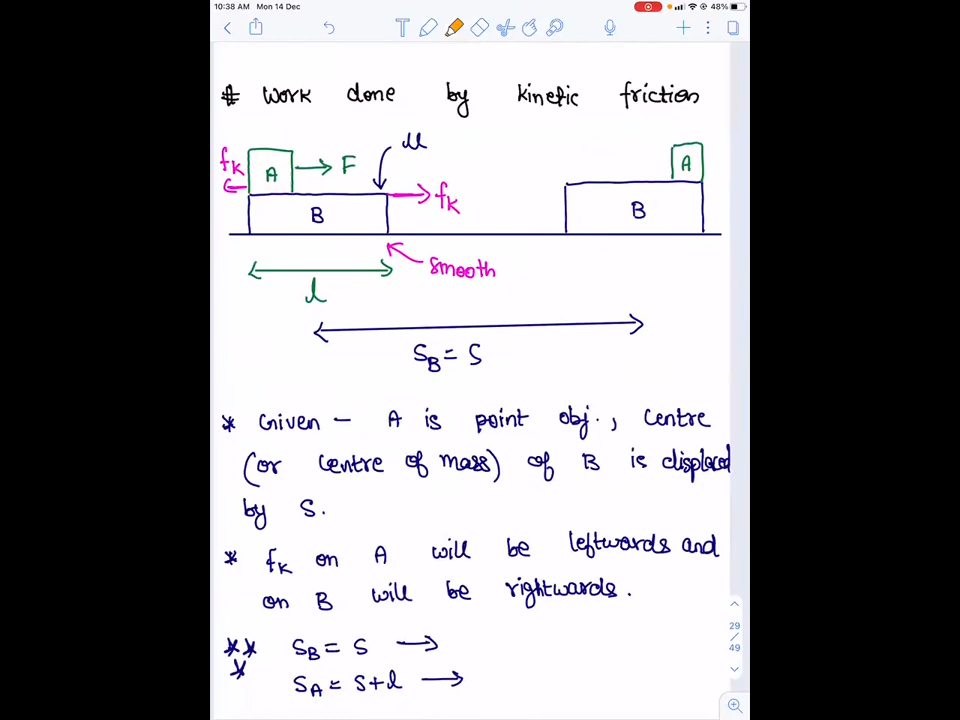 10:38 AM Mon 14 Dec
48%
# Work done by kinetic friction
fK A F μ A
B fK B
smooth
l
SB = S
* Given - A is point obj., centre
(or centre of mass) of B is displaced
by S.
* fK on A will be leftwards and
on B will be rightwards.
** SB = S →
* SA = S+l →
29
/
49